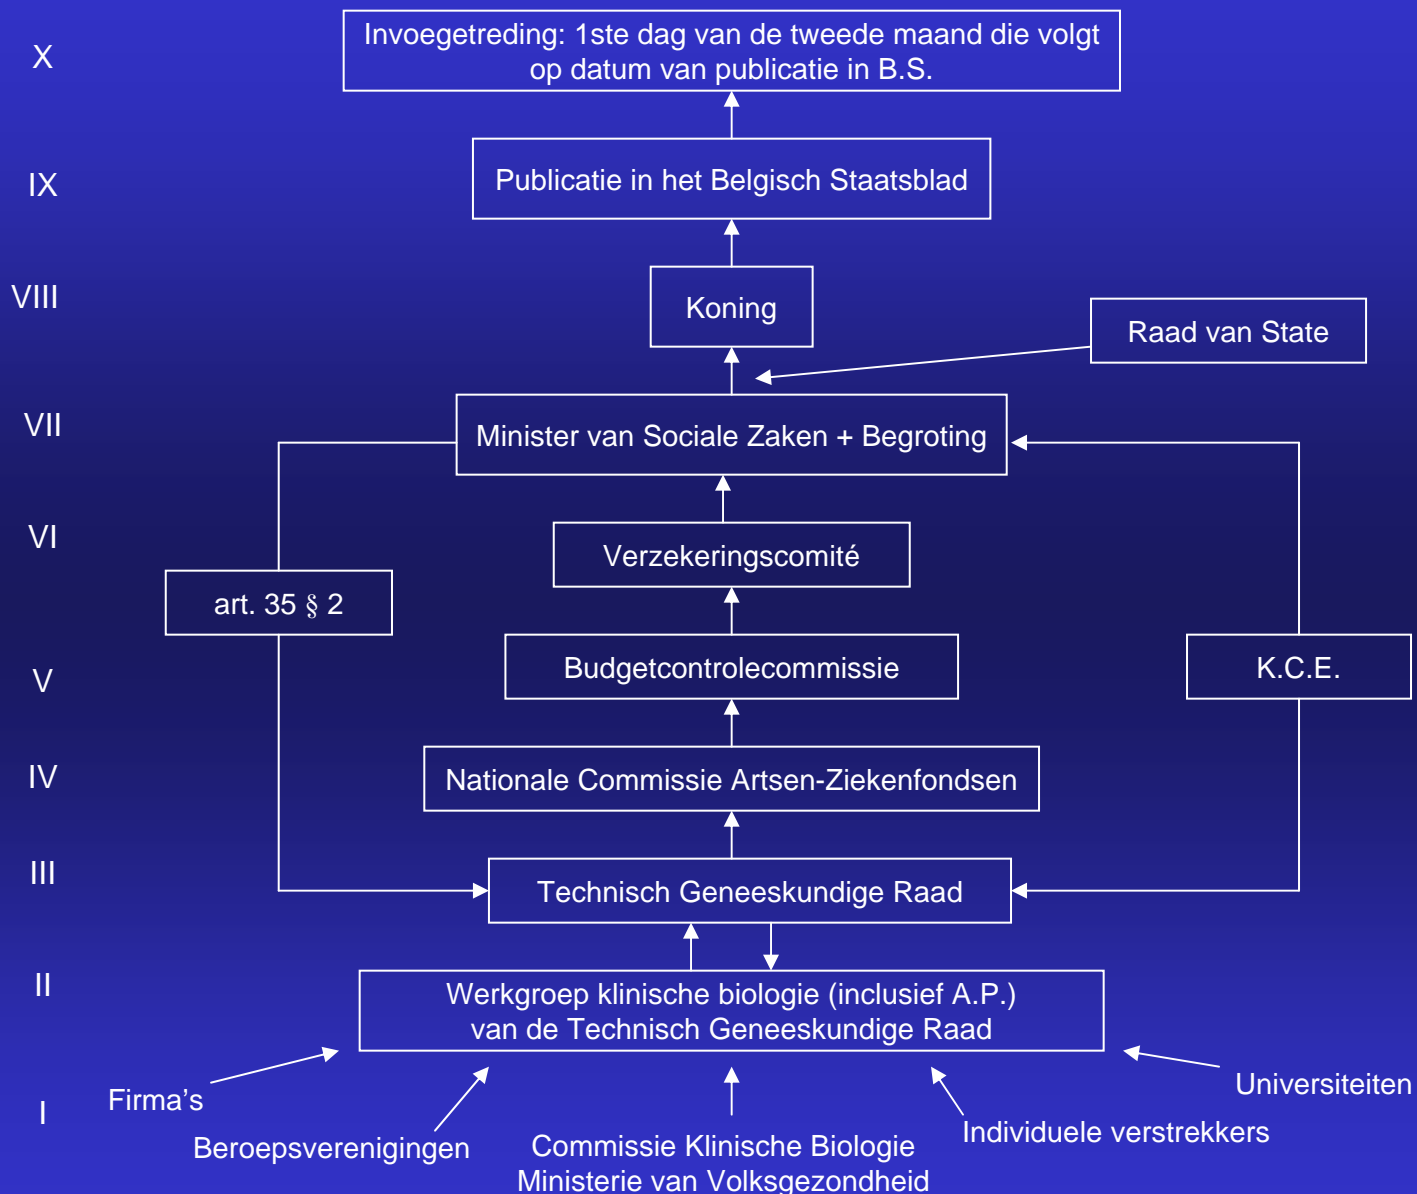 X
Invoegetreding: 1ste dag van de tweede maand die volgt
op datum van publicatie in B.S.
IX
Publicatie in het Belgisch Staatsblad
VIII
Koning
Raad van State
VII
Minister van Sociale Zaken + Begroting
VI
Verzekeringscomité
art. 35 § 2
V
Budgetcontrolecommissie
K.C.E.
IV
Nationale Commissie Artsen-Ziekenfondsen
III
Technisch Geneeskundige Raad
II
Werkgroep klinische biologie (inclusief A.P.)
van de Technisch Geneeskundige Raad
I
Firma's
Beroepsverenigingen
Commissie Klinische Biologie
Ministerie van Volksgezondheid
Individuele verstrekkers
Universiteiten